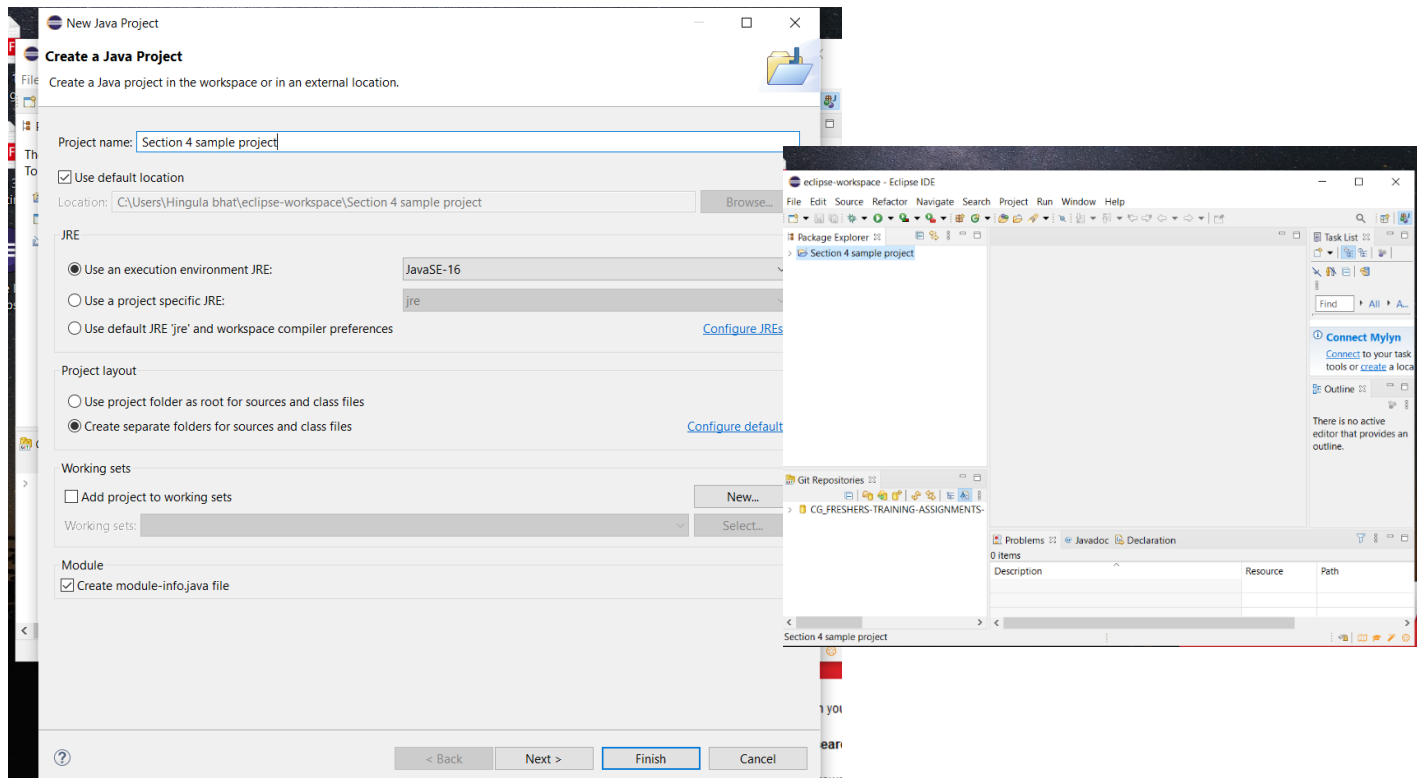 New Java Project
Create a Java Project
Create a Java project in the workspace or in an external location.
File
Project name: Section 4 sample project
Use default location
Location: C:\Users\Hingula bhat\eclipse-workspace\Section 4 sample project Browse...
JRE
Use an execution environment JRE: JavaSE-16
Use a project specific JRE: jre
Use default JRE 'jre' and workspace compiler preferences Configure JREs
Project layout
Use project folder as root for sources and class files
Create separate folders for sources and class files Configure default
Working sets
Add project to working sets New...
Working sets: Select...
Module
Create module-info.java file
< Back Next > Finish Cancel
eclipse-workspace - Eclipse IDE
File Edit Source Refactor Navigate Search Project Run Window Help
Package Explorer
Section 4 sample project
Task List
Find All A...
Connect Mylyn
Connect to your task
tools or create a loca
Outline
There is no active
editor that provides an
outline.
Git Repositories
CG_FRESHERS-TRAINING-ASSIGNMENTS-
Problems Javadoc Declaration
0 items
Description Resource Path
Section 4 sample project